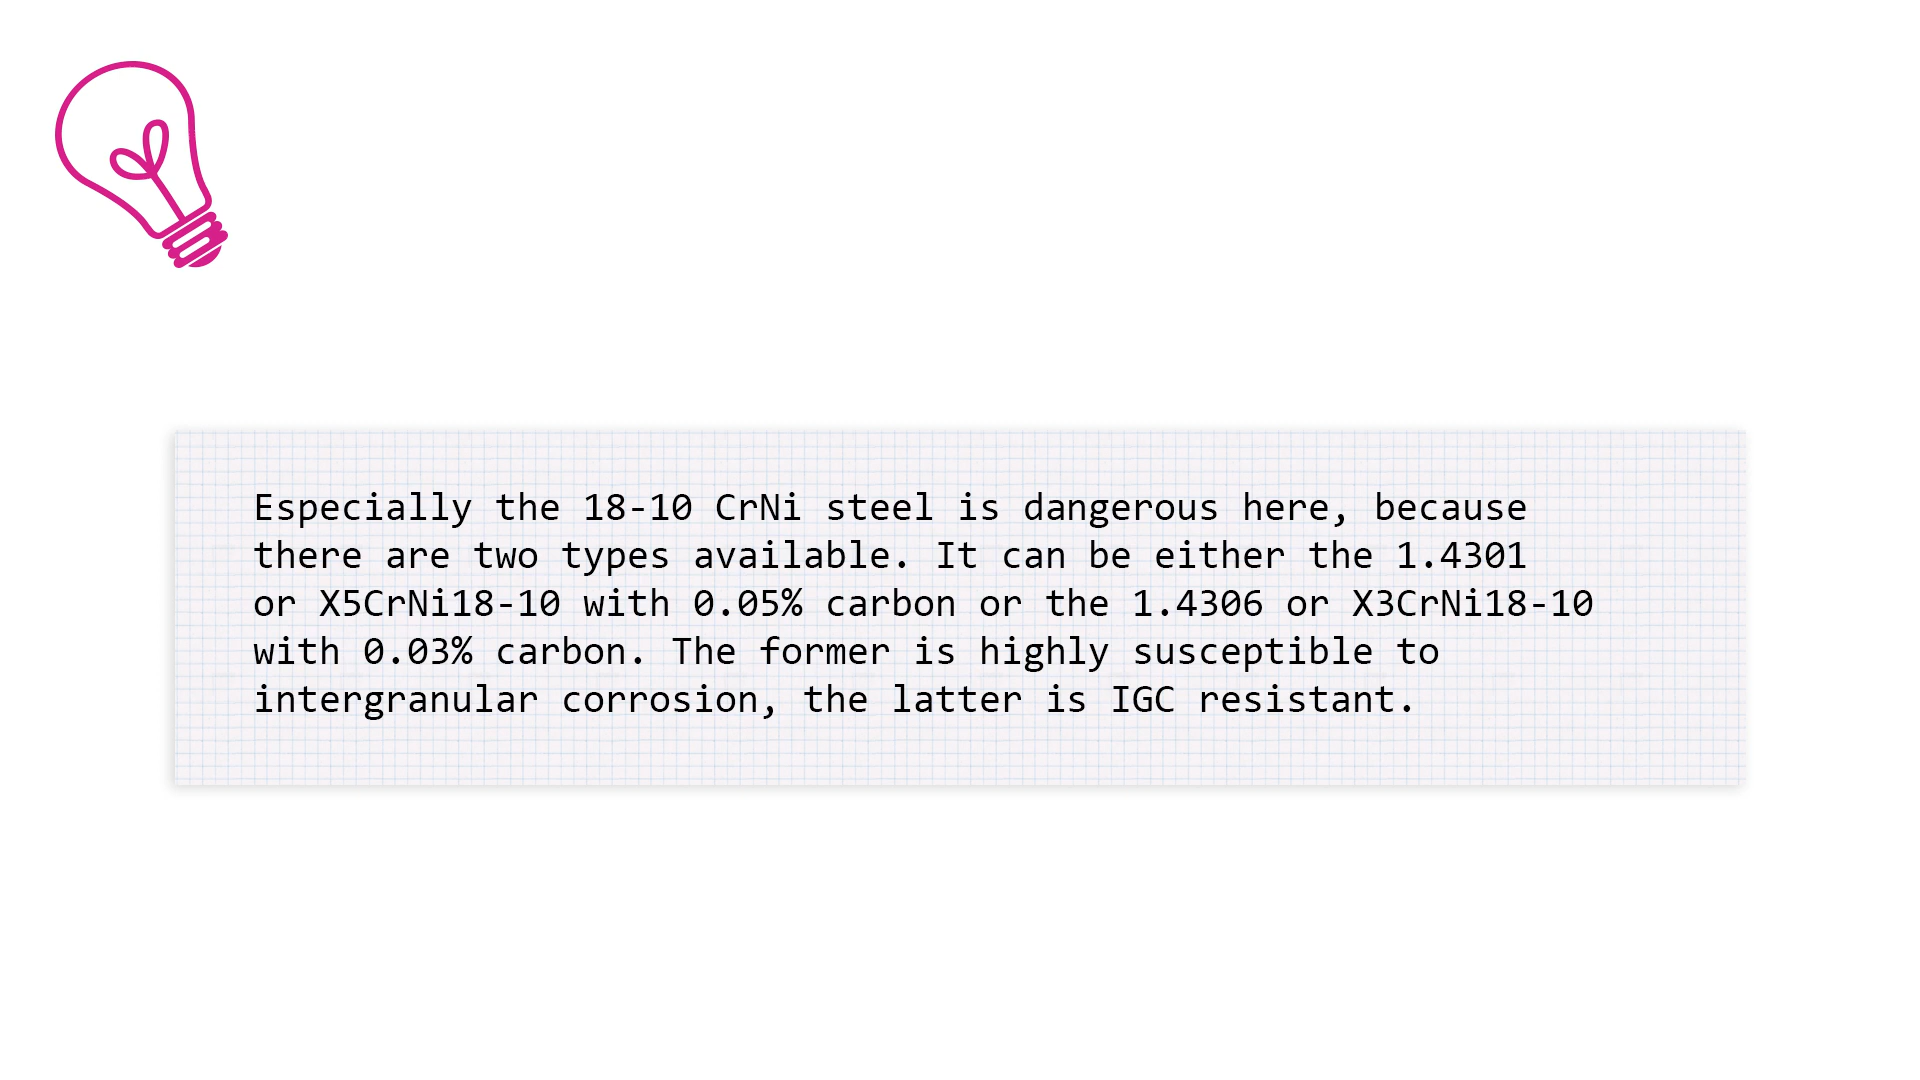 Especially the 18-10 CrNi steel is dangerous here, because
there are two types available. It can be either the 1.4301
or X5CrNi18-10 with 0.05% carbon or the 1.4306 or X3CrNi18-10
with 0.03% carbon. The former is highly susceptible to
intergranular corrosion, the latter is IGC resistant.